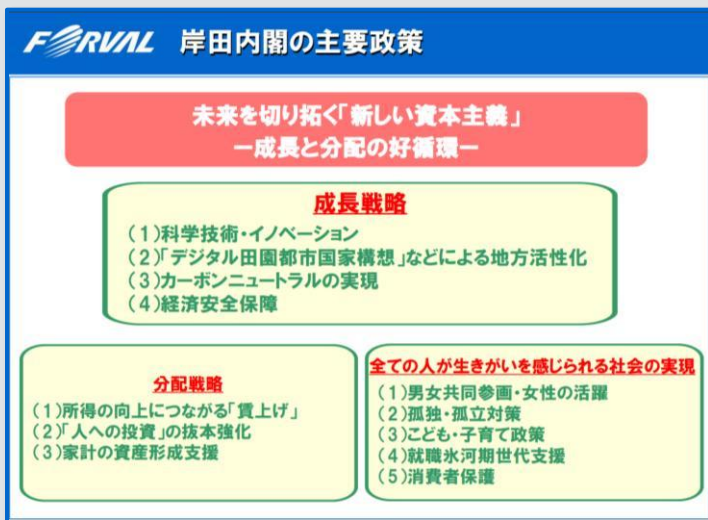 FORVAL 岸田内閣の主要政策
未来を切り拓く「新しい資本主義」
ー成長と分配の好循環ー
成長戦略
(1)科学技術・イノベーション
(2)「デジタル田園都市国家構想」などによる地方活性化
(3)カーボンニュートラルの実現
(4)経済安全保障
分配戦略
(1)所得の向上につながる「賃上げ」
(2)「人への投資」の抜本強化
(3)家計の資産形成支援
全ての人が生きがいを感じられる社会の実現
(1)男女共同参画・女性の活躍
(2)孤独・孤立対策
(3)こども・子育て政策
(4)就職氷河期世代支援
(5)消費者保護